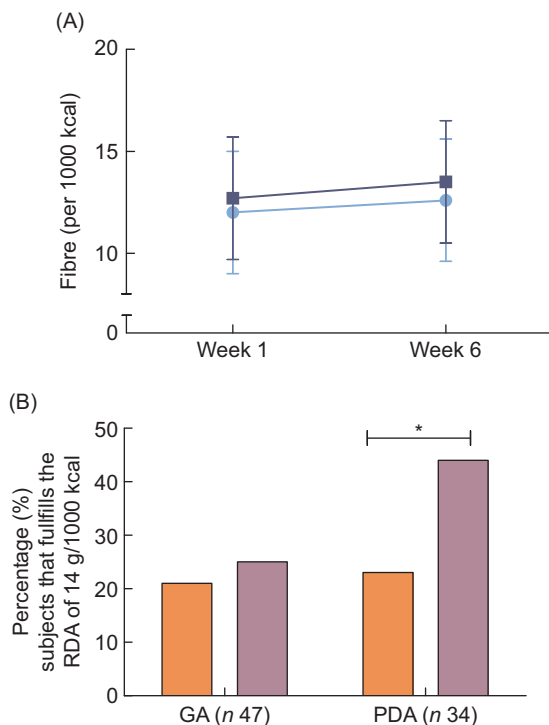 (A)
20
15
10
0
Fibre (per 1000 kcal)
Week 1
Week 6
(B)
50
40
30
20
10
0
Percentage (%)
subjects that fullfills the
RDA of 14 g/1000 kcal
*
GA (n 47)
PDA (n 34)